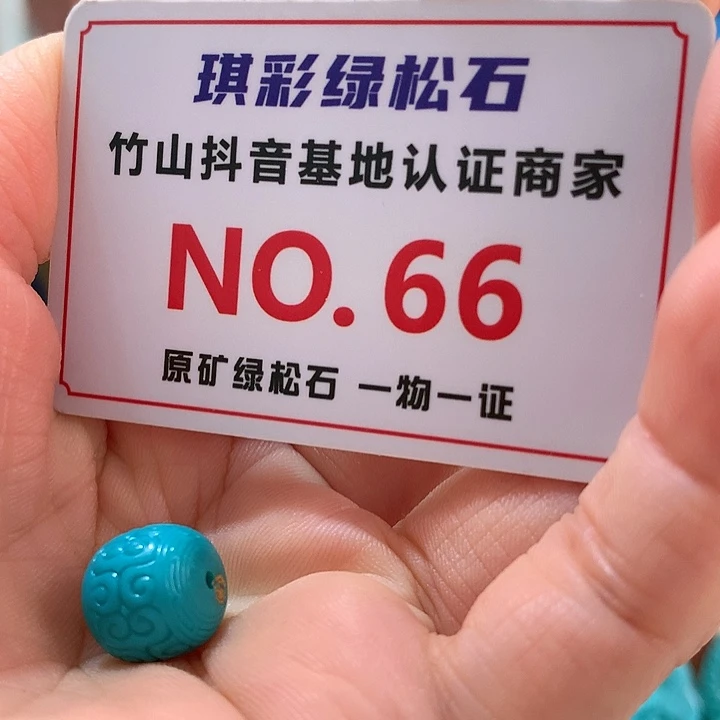 琪彩绿松石
竹山抖音基地认证商家
NO. 66
原矿绿松石 一物一证